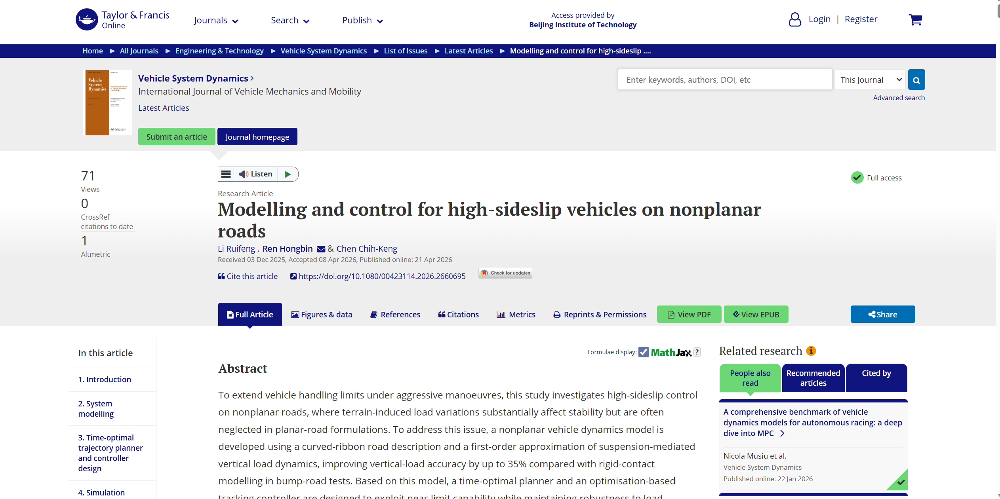 Taylor & Francis
Online
Journals
Search
Publish
Access provided by
Beijing Institute of Technology
Login | Register
Home ▶ All Journals ▶ Engineering & Technology ▶ Vehicle System Dynamics ▶ List of Issues ▶ Latest Articles ▶ Modelling and control for high-sideslip ....
Vehicle
System
Dynamics
Vehicle System Dynamics >
International Journal of Vehicle Mechanics and Mobility
Latest Articles
Submit an article
Journal homepage
Enter keywords, authors, DOI, etc
This Journal
Advanced search
71
Views
0
CrossRef
citations to date
1
Altmetric
Listen
Full access
Research Article
Modelling and control for high-sideslip vehicles on nonplanar
roads
Li Ruifeng , Ren Hongbin & Chen Chih-Keng
Received 03 Dec 2025, Accepted 08 Apr 2026, Published online: 21 Apr 2026
Cite this article
https://doi.org/10.1080/00423114.2026.2660695
Check for updates
Full Article
Figures & data
References
Citations
Metrics
Reprints & Permissions
View PDF
View EPUB
Share
In this article
1. Introduction
2. System
modelling
3. Time-optimal
trajectory planner
and controller
design
4. Simulation
Formulae display: MathJax ?
Abstract
To extend vehicle handling limits under aggressive manoeuvres, this study investigates high-sideslip control
on nonplanar roads, where terrain-induced load variations substantially affect stability but are often
neglected in planar-road formulations. To address this issue, a nonplanar vehicle dynamics model is
developed using a curved-ribbon road description and a first-order approximation of suspension-mediated
vertical load dynamics, improving vertical-load accuracy by up to 35% compared with rigid-contact
modelling in bump-road tests. Based on this model, a time-optimal planner and an optimisation-based
tracking controller are designed to exploit near-limit capability while maintaining robustness to load
Related research
People also
read
Recommended
articles
Cited by
A comprehensive benchmark of vehicle
dynamics models for autonomous racing: a deep
dive into MPC >
Nicola Musiu et al.
Vehicle System Dynamics
Published online: 22 Jan 2026